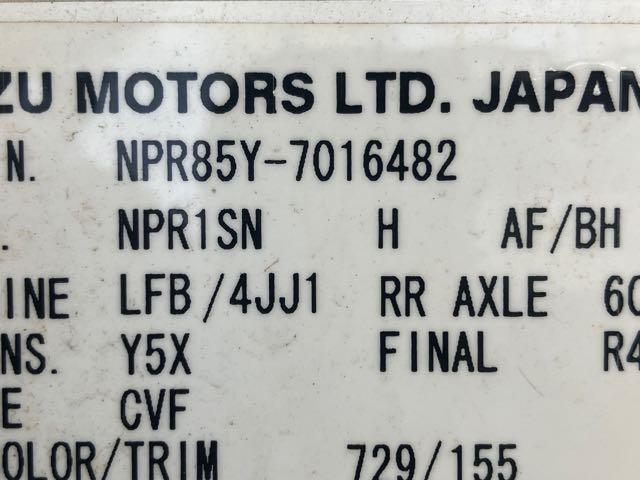 ZU MOTORS LTD. JAPAN
N. NPR85Y-7016482
. NPR1SN H AF/BH
INE LFB/4JJ1 RR AXLE 60
NS. Y5X FINAL R4
E CVF
OLOR/TRIM 729/155